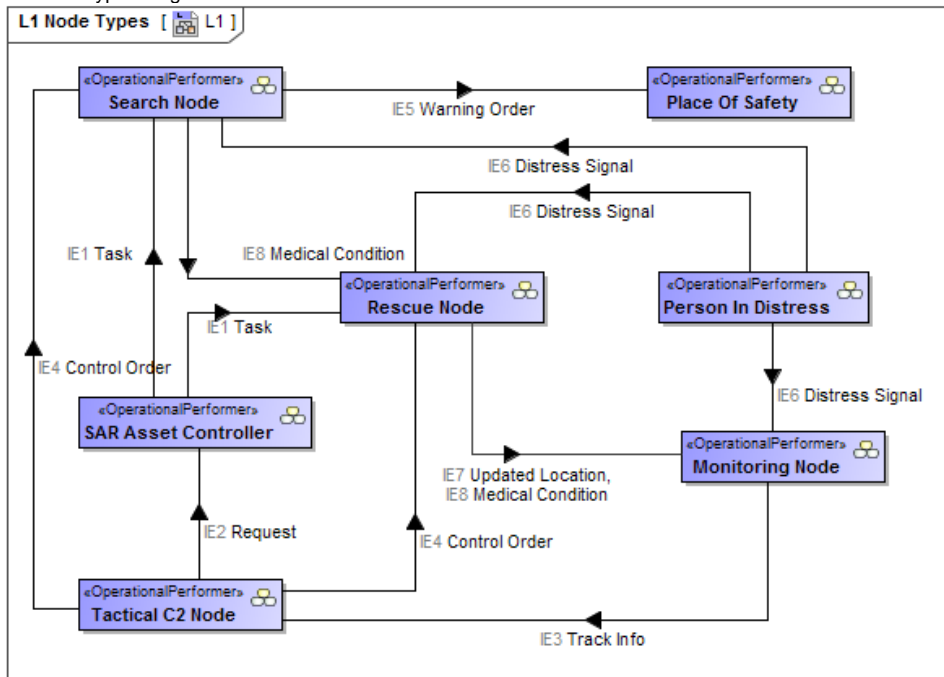 L1 Node Types [ L1 ]
«OperationalPerformer»
Search Node
«OperationalPerformer»
Place Of Safety
IE5 Warning Order
IE6 Distress Signal
IE6 Distress Signal
IE1 Task
IE8 Medical Condition
«OperationalPerformer»
Rescue Node
«OperationalPerformer»
Person In Distress
IE1 Task
IE4 Control Order
IE6 Distress Signal
«OperationalPerformer»
SAR Asset Controller
«OperationalPerformer»
Monitoring Node
IE7 Updated Location,
IE8 Medical Condition
IE2 Request
IE4 Control Order
«OperationalPerformer»
Tactical C2 Node
IE3 Track Info